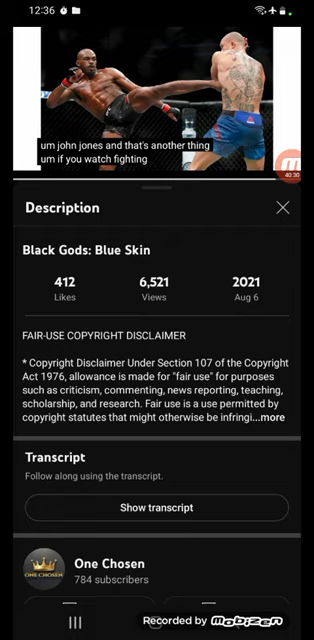 12:36
um john jones and that's another thing
um if you watch fighting
40:30
Description
Black Gods: Blue Skin
412 6,521 2021
Likes Views Aug 6
FAIR-USE COPYRIGHT DISCLAIMER
* Copyright Disclaimer Under Section 107 of the Copyright
Act 1976, allowance is made for "fair use" for purposes
such as criticism, commenting, news reporting, teaching,
scholarship, and research. Fair use is a use permitted by
copyright statutes that might otherwise be infringi...more
Transcript
Follow along using the transcript.
Show transcript
ONE CHOSEN
One Chosen
784 subscribers
Recorded by Mobizen